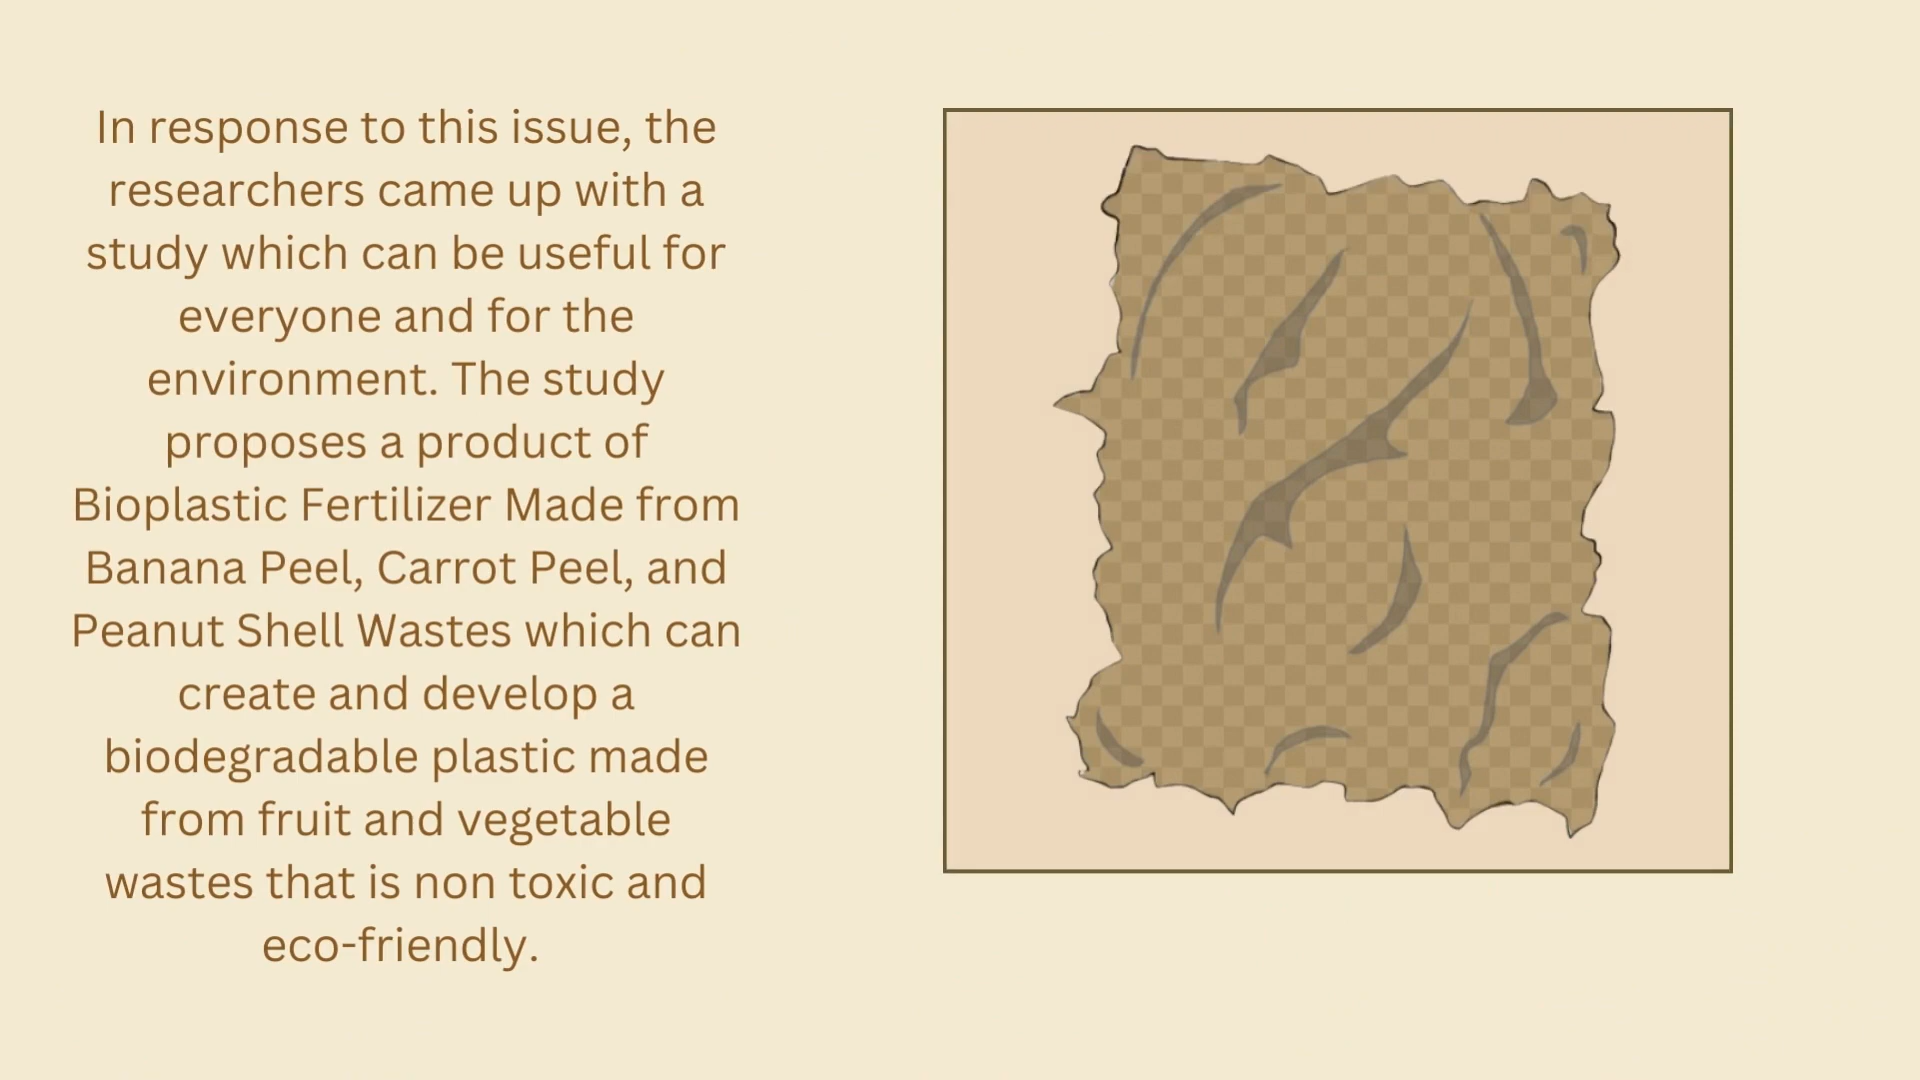 In response to this issue, the
researchers came up with a
study which can be useful for
everyone and for the
environment. The study
proposes a product of
Bioplastic Fertilizer Made from
Banana Peel, Carrot Peel, and
Peanut Shell Wastes which can
create and develop a
biodegradable plastic made
from fruit and vegetable
wastes that is non toxic and
eco-friendly.